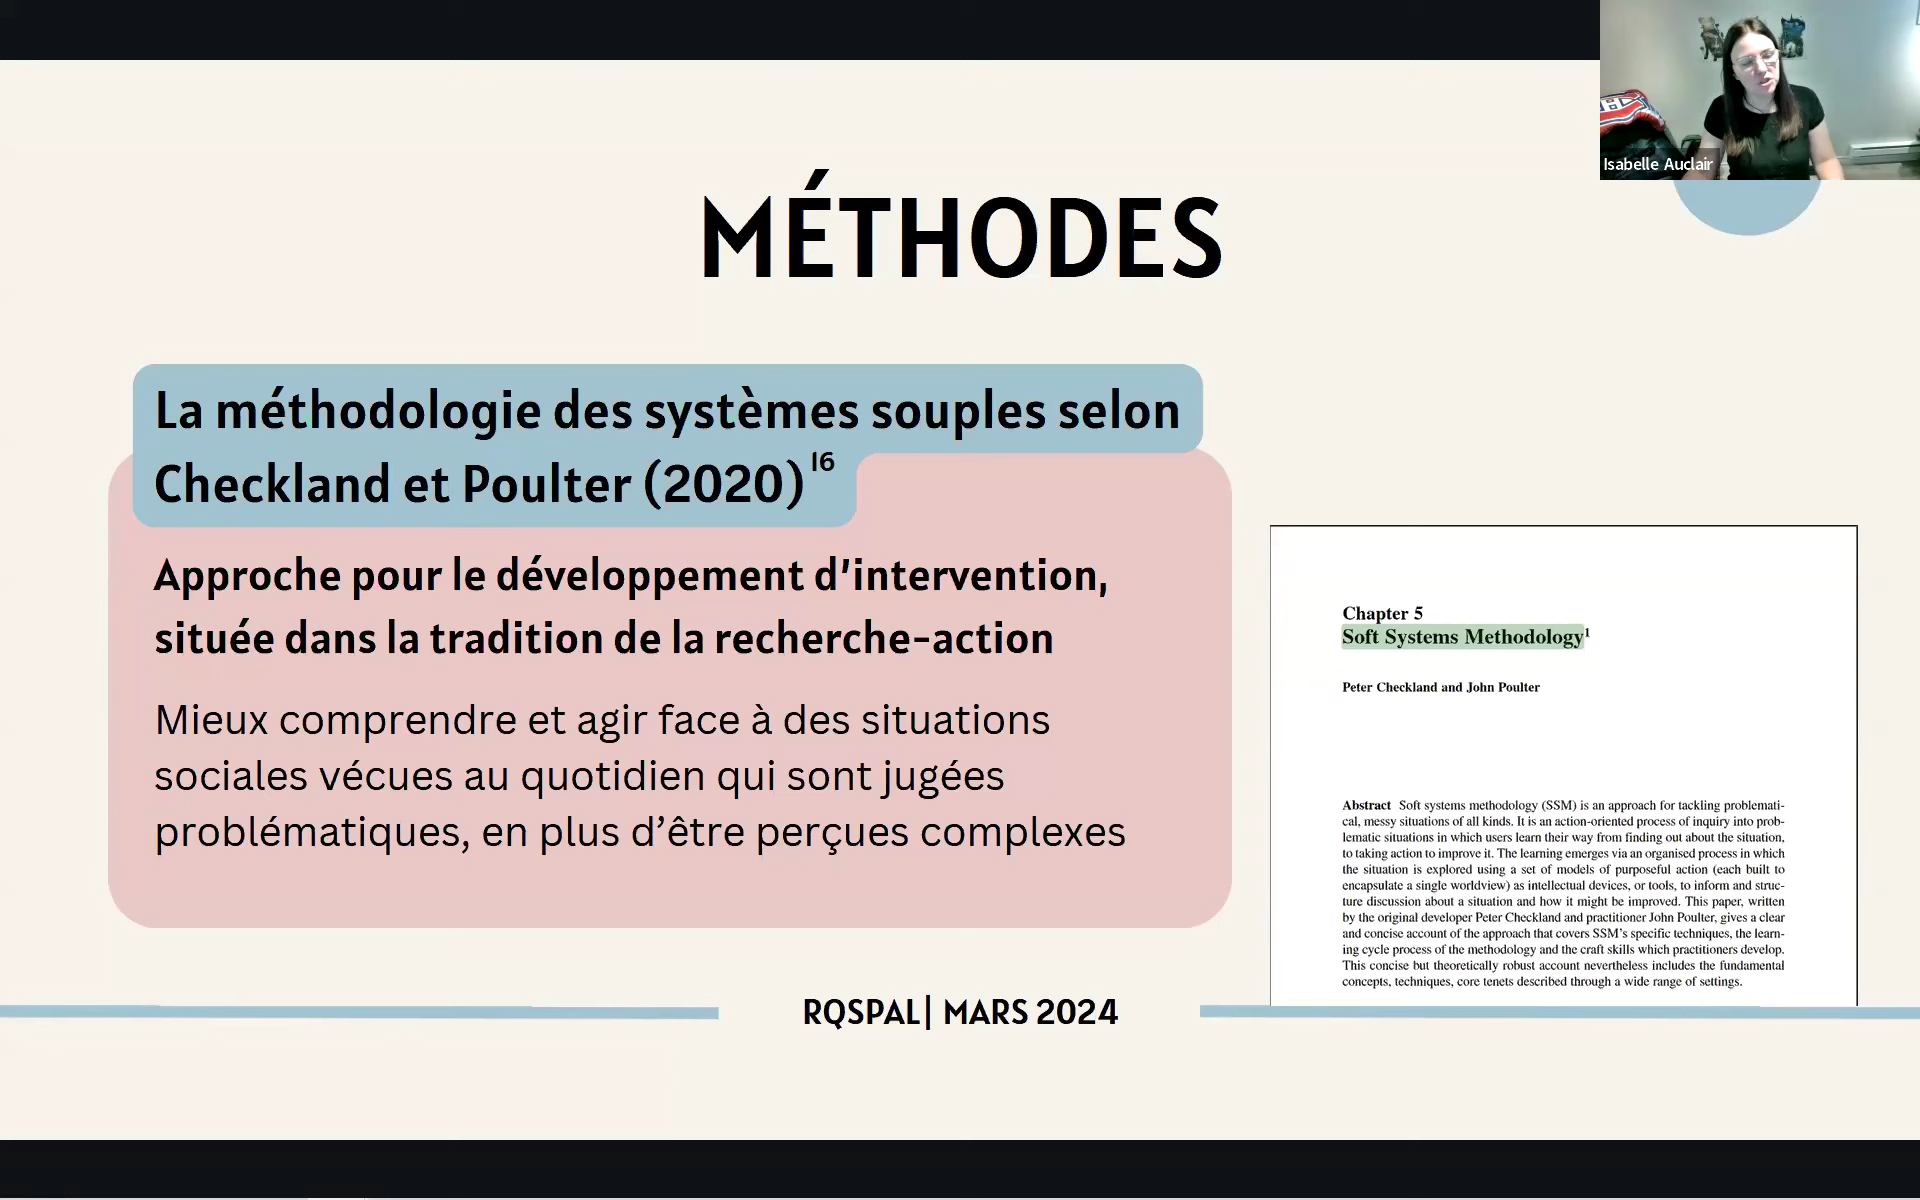 Isabelle Auclair
MÉTHODES
La méthodologie des systèmes souples selon
Checkland et Poulter (2020)16
Approche pour le développement d'intervention,
située dans la tradition de la recherche-action
Mieux comprendre et agir face à des situations
sociales vécues au quotidien qui sont jugées
problématiques, en plus d’être perçues complexes
Chapter 5
Soft Systems Methodology1
Peter Checkland and John Poulter
Abstract Soft systems methodology (SSM) is an approach for tackling problemati-
cal, messy situations of all kinds. It is an action-oriented process of inquiry into prob-
lematic situations in which users learn their way from finding out about the situation,
to taking action to improve it. The learning emerges via an organised process in which
the situation is explored using a set of models of purposeful action (each built to
encapsulate a single worldview) as intellectual devices, or tools, to inform and struc-
ture discussion about a situation and how it might be improved. This paper, written
by the original developer Peter Checkland and practitioner John Poulter, gives a clear
and concise account of the approach that covers SSM's specific techniques, the learn-
ing cycle process of the methodology and the craft skills which practitioners develop.
This concise but theoretically robust account nevertheless includes the fundamental
concepts, techniques, core tenets described through a wide range of settings.
RQSPAL| MARS 2024